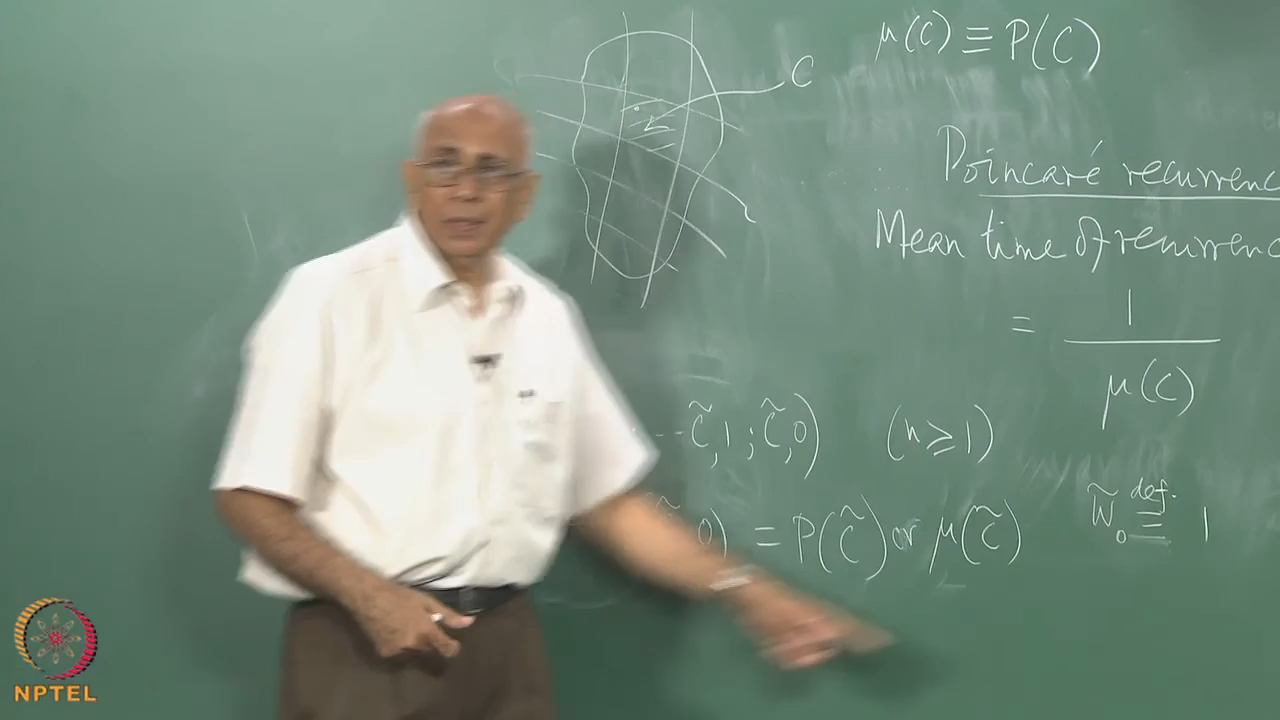 C
μ(C) ≡ P(C)
Poincaré recurrenc
Mean time of recurrenc
= 1 / μ(C)
-- C̃,1 ; C̃,0) (n ≥ 1)
,0) = P(C̃) or μ(C̃)
W̃₀ def. ≡ 1
NPTEL